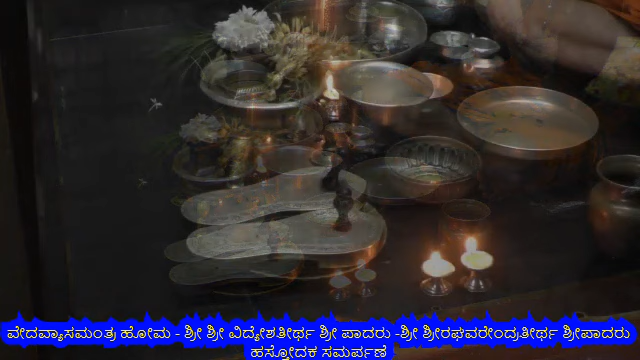 ವೇದವ್ಯಾಸಮಂತ್ರ ಹೋಮ - ಶ್ರೀ ಶ್ರೀ ವಿದ್ಯೇಶತೀರ್ಥ ಶ್ರೀ ಪಾದರು -ಶ್ರೀ ಶ್ರೀರಘವರೇಂದ್ರತೀರ್ಥ ಶ್ರೀಪಾದರು
ಹಸ್ತೋದಕ ಸಮರ್ಪಣೆ